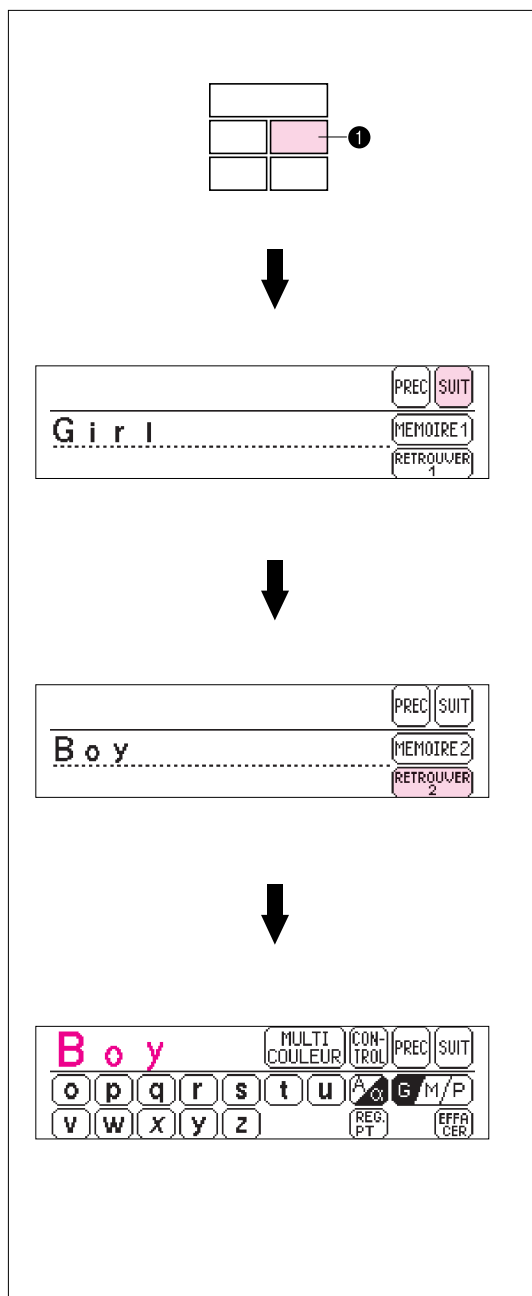 1
PREC SUIT
Girl MEMOIRE 1
RETROUVER
1
PREC SUIT
Boy MEMOIRE 2
RETROUVER
2
Boy MULTI COULEUR CON-TROL PREC SUIT
o p q r s t u A/α G/M/P
v w x y z REG. PT EFFA CER